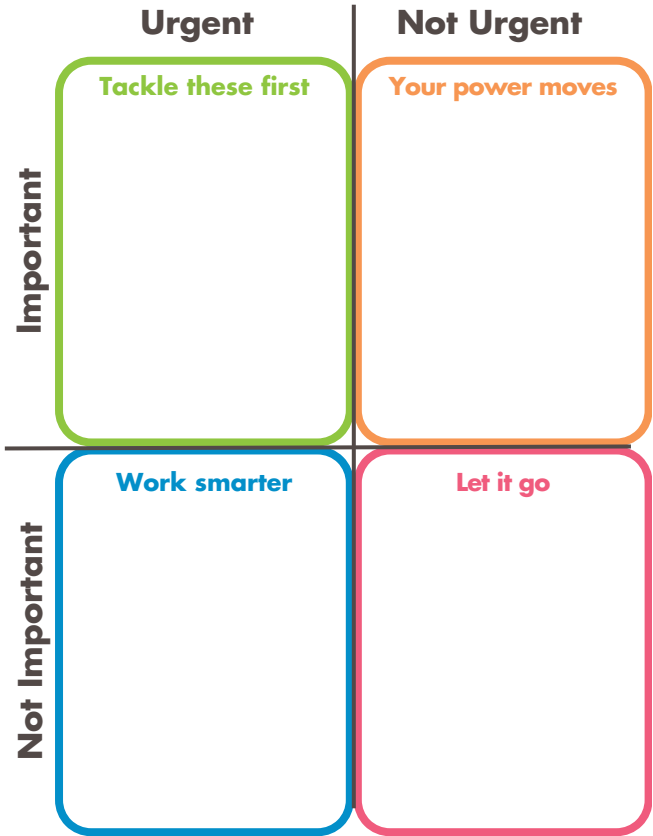 Urgent
Not Urgent
Important
Tackle these first
Your power moves
Not Important
Work smarter
Let it go